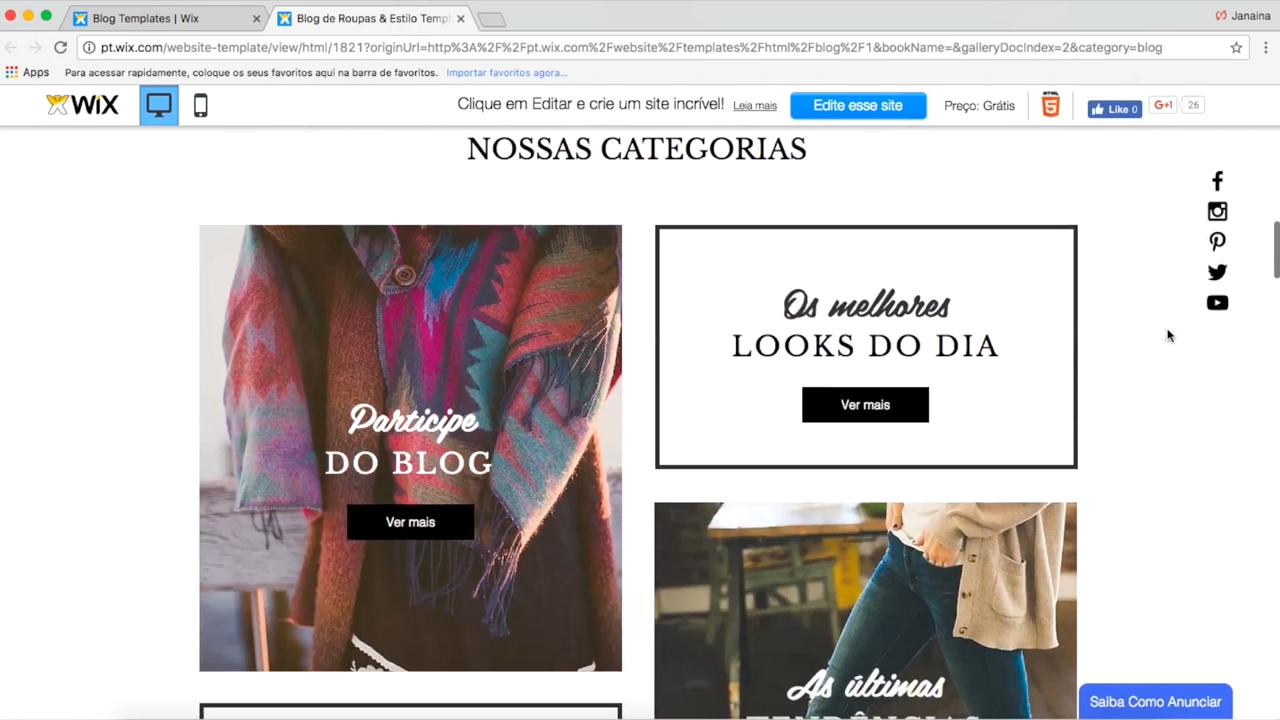 Blog Templates | Wix
Blog de Roupas & Estilo Templ
Janaina
pt.wix.com/website-template/view/html/1821?originUrl=http%3A%2F%2Fpt.wix.com%2Fwebsite%2Ftemplates%2Fhtml%2Fblog%2F1&bookName=&galleryDocIndex=2&category=blog
Apps Para acessar rapidamente, coloque os seus favoritos aqui na barra de favoritos. Importar favoritos agora...
WiX Clique em Editar e crie um site incrível! Leia mais Edite esse site Preço: Grátis HTML 5 Like 0 G+1 26
NOSSAS CATEGORIAS
Os melhores
LOOKS DO DIA
Ver mais
Participe
DO BLOG
Ver mais
As últimas
TENDÊNCIAS
Saiba Como Anunciar